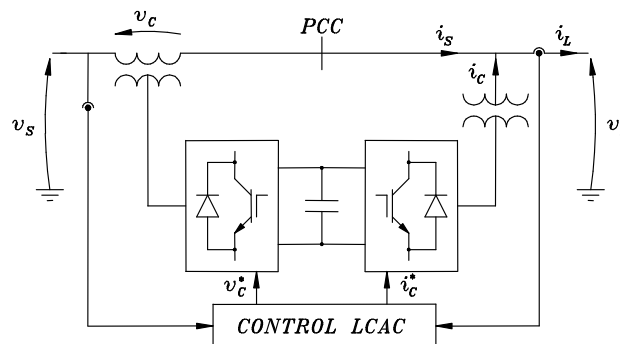 v_C
PCC
i_S
i_L
i_C
v_S
v
v_C^*
i_C^*
CONTROL LCAC